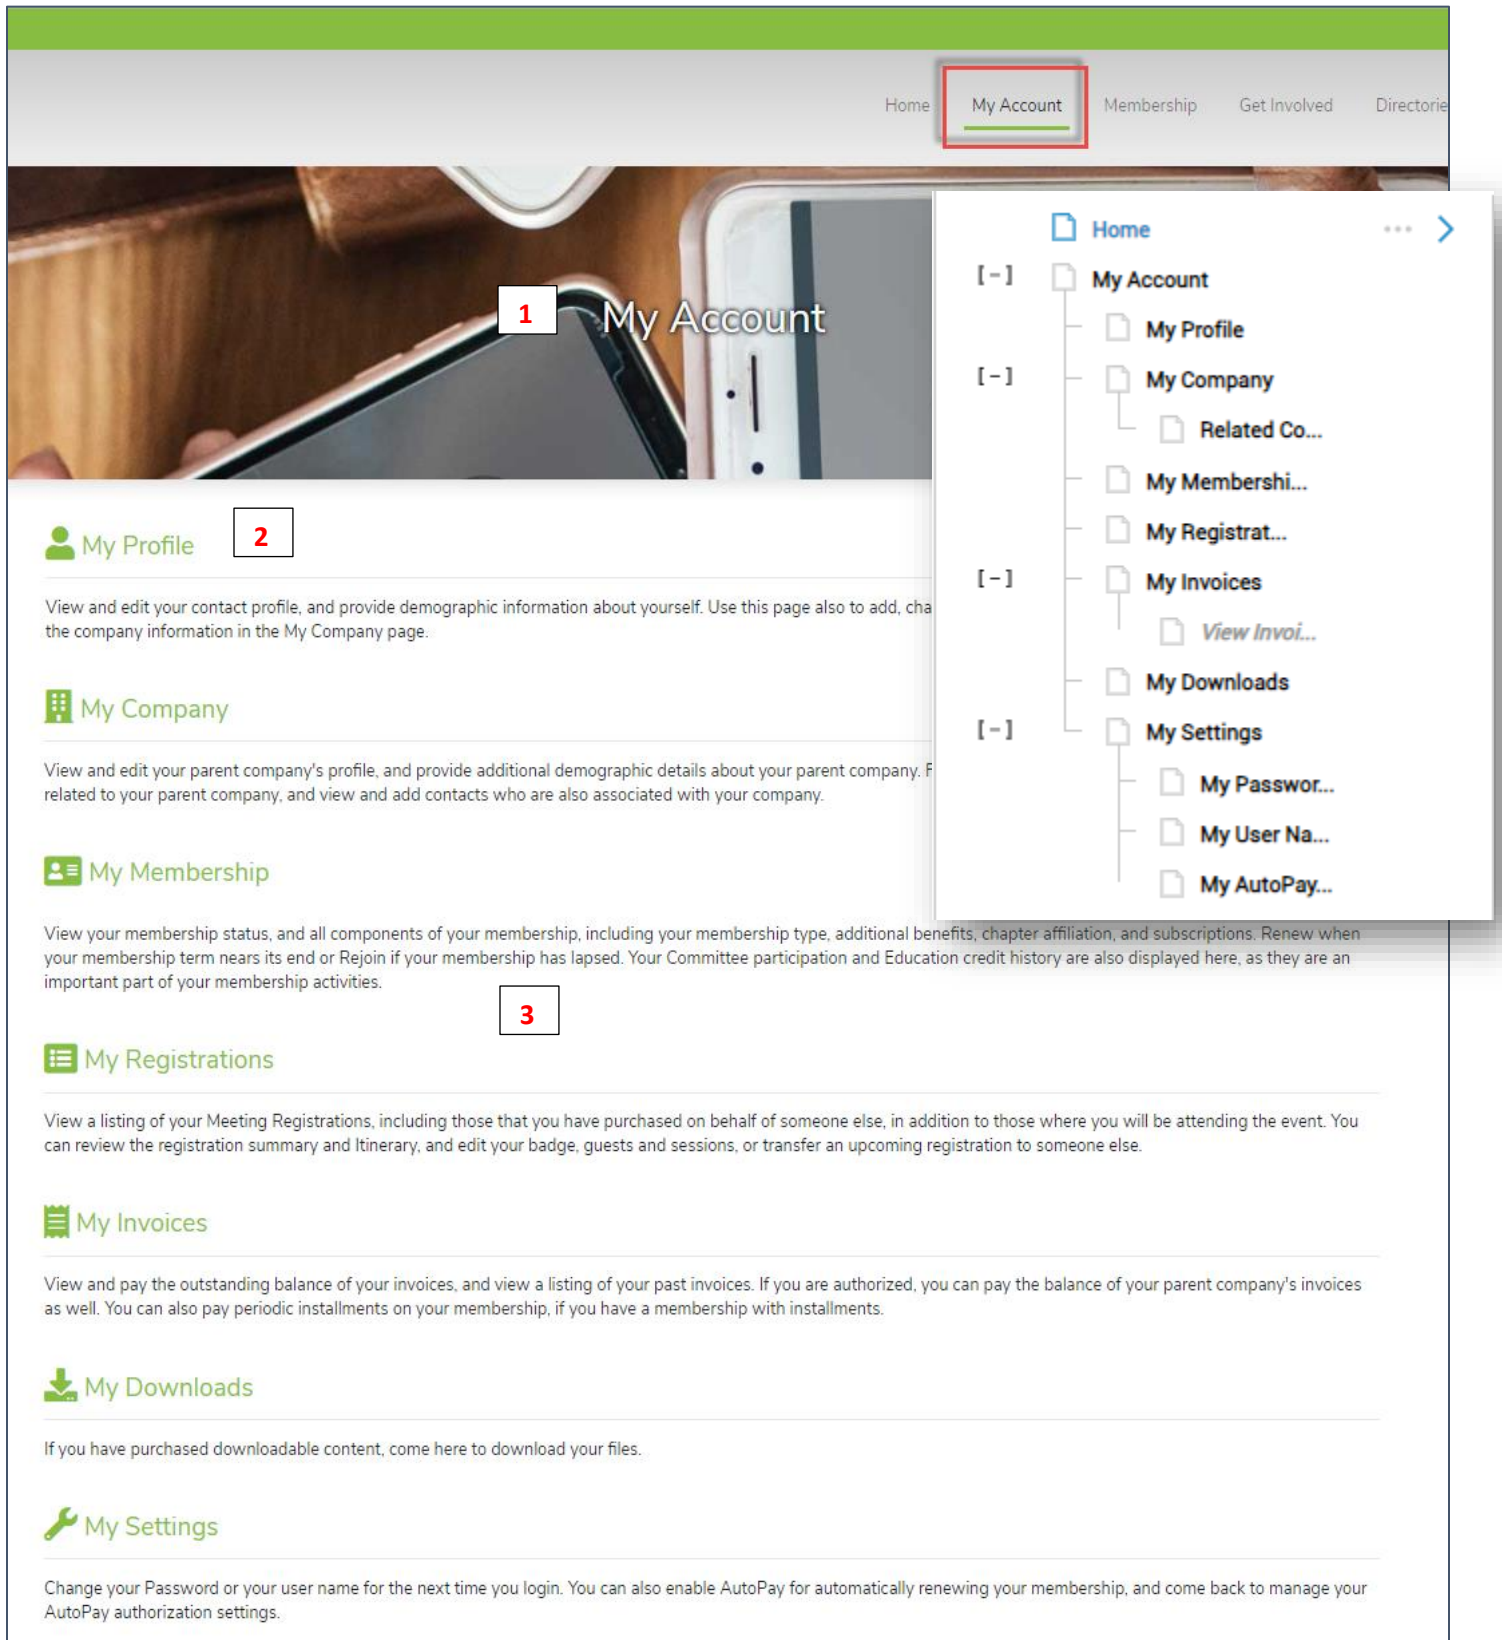 Home My Account Membership Get Involved Directorie
1 My Account
Home
[-] My Account
My Profile
[-] My Company
Related Co...
My Membershi...
My Registrat...
[-] My Invoices
View Invoi...
My Downloads
[-] My Settings
My Passwor...
My User Na...
My AutoPay...
My Profile 2
View and edit your contact profile, and provide demographic information about yourself. Use this page also to add, cha
the company information in the My Company page.
My Company
View and edit your parent company's profile, and provide additional demographic details about your parent company. F
related to your parent company, and view and add contacts who are also associated with your company.
My Membership
View your membership status, and all components of your membership, including your membership type, additional benefits, chapter affiliation, and subscriptions. Renew when
your membership term nears its end or Rejoin if your membership has lapsed. Your Committee participation and Education credit history are also displayed here, as they are an
important part of your membership activities.
3
My Registrations
View a listing of your Meeting Registrations, including those that you have purchased on behalf of someone else, in addition to those where you will be attending the event. You
can review the registration summary and Itinerary, and edit your badge, guests and sessions, or transfer an upcoming registration to someone else.
My Invoices
View and pay the outstanding balance of your invoices, and view a listing of your past invoices. If you are authorized, you can pay the balance of your parent company's invoices
as well. You can also pay periodic installments on your membership, if you have a membership with installments.
My Downloads
If you have purchased downloadable content, come here to download your files.
My Settings
Change your Password or your user name for the next time you login. You can also enable AutoPay for automatically renewing your membership, and come back to manage your
AutoPay authorization settings.